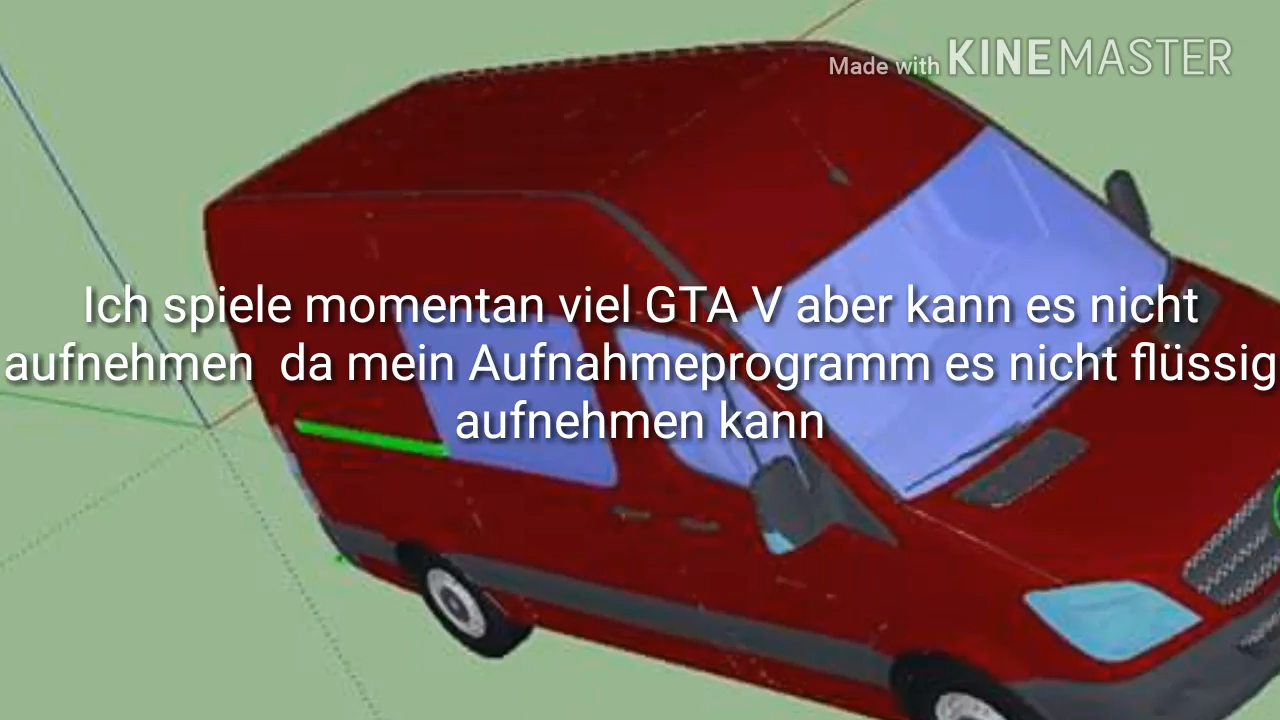 Made with KINEMASTER
Ich spiele momentan viel GTA V aber kann es nicht
aufnehmen da mein Aufnahmeprogramm es nicht flüssig
aufnehmen kann